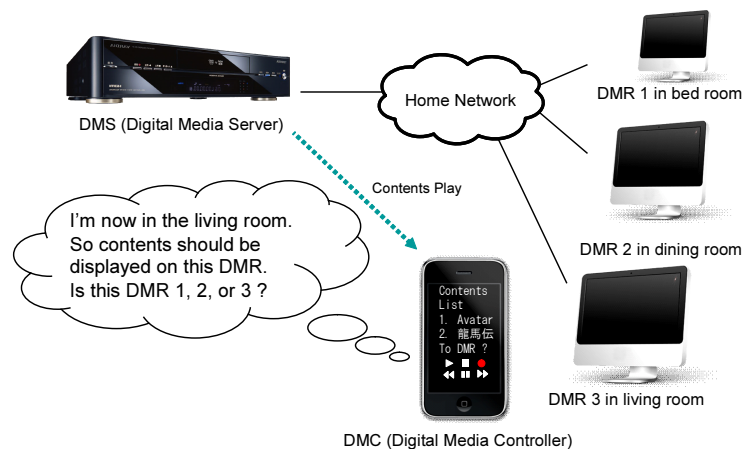 DMS (Digital Media Server)
Home Network
DMR 1 in bed room
DMR 2 in dining room
DMR 3 in living room
Contents Play
I'm now in the living room.
So contents should be
displayed on this DMR.
Is this DMR 1, 2, or 3 ?
Contents
List
1. Avatar
2. 龍馬伝
To DMR ?
DMC (Digital Media Controller)